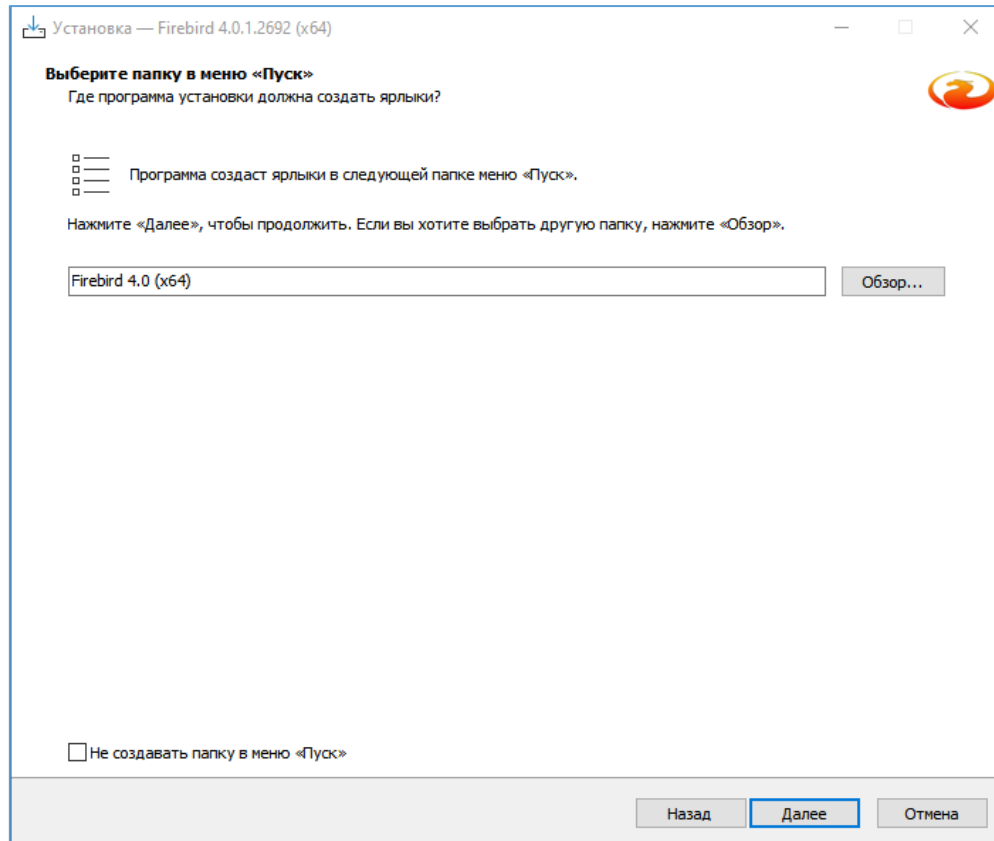 Установка — Firebird 4.0.1.2692 (x64)
Выберите папку в меню «Пуск»
Где программа установки должна создать ярлыки?
Программа создаст ярлыки в следующей папке меню «Пуск».
Нажмите «Далее», чтобы продолжить. Если вы хотите выбрать другую папку, нажмите «Обзор».
Firebird 4.0 (x64)
Обзор...
Не создавать папку в меню «Пуск»
Назад
Далее
Отмена